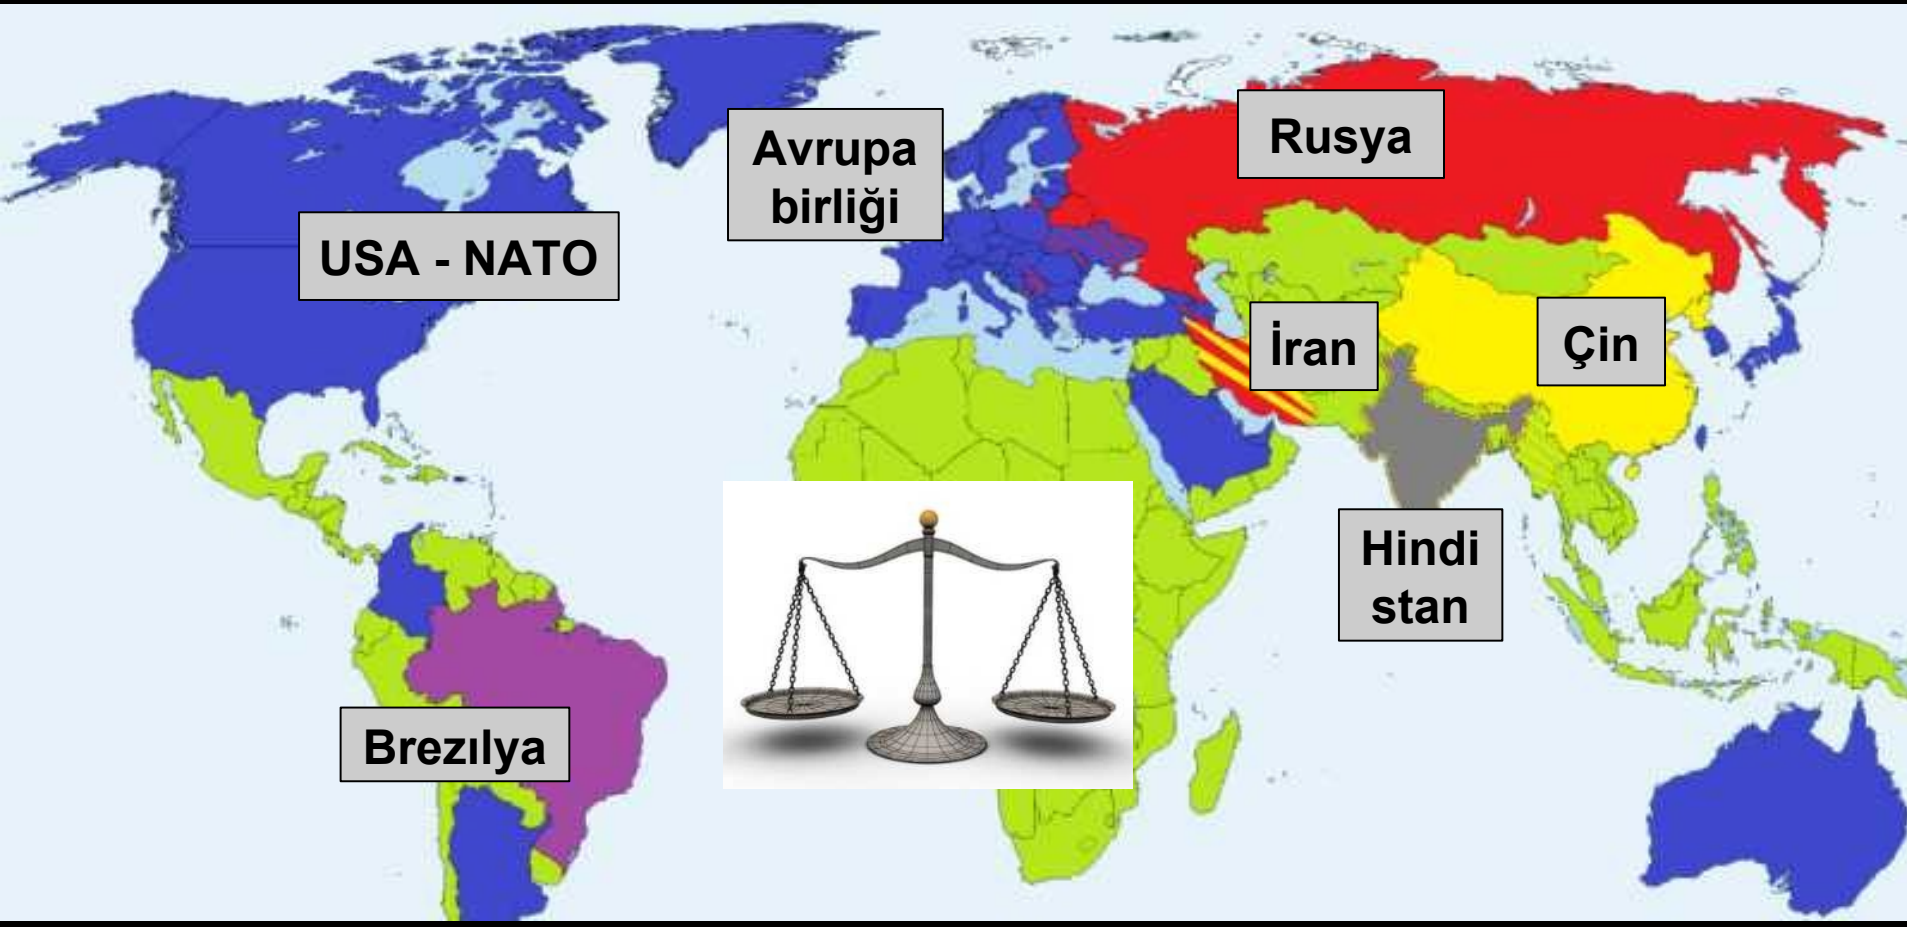 Avrupa
birliği
Rusya
USA - NATO
İran
Çin
Hindi
stan
Brezılya